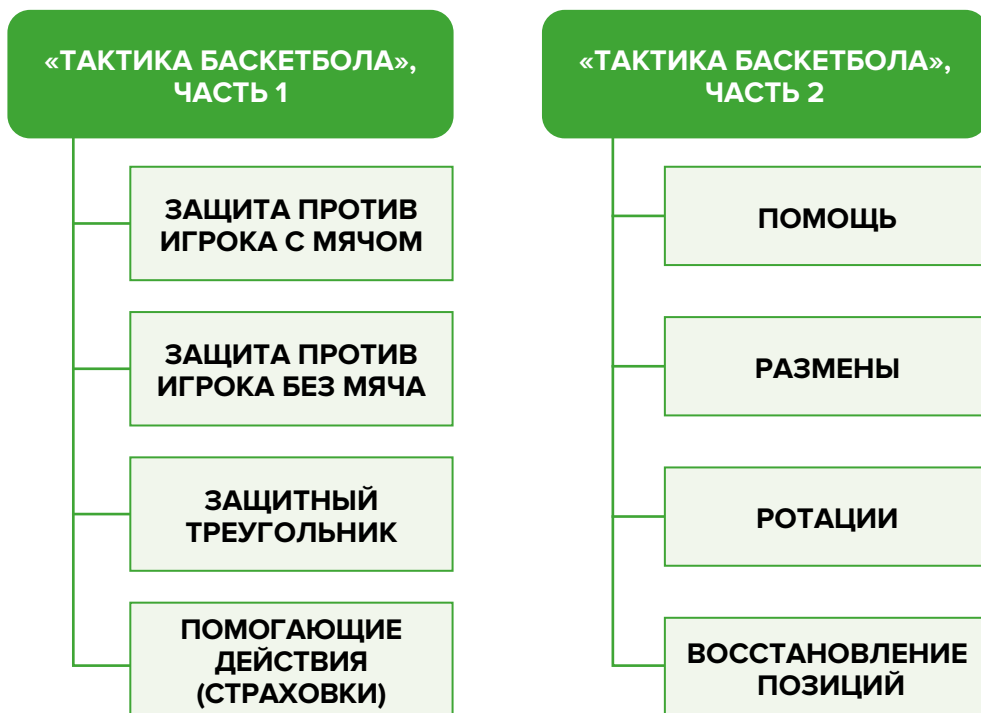 «ТАКТИКА БАСКЕТБОЛА»,
ЧАСТЬ 1
ЗАЩИТА ПРОТИВ
ИГРОКА С МЯЧОМ
ЗАЩИТА ПРОТИВ
ИГРОКА БЕЗ МЯЧА
ЗАЩИТНЫЙ
ТРЕУГОЛЬНИК
ПОМОГАЮЩИЕ
ДЕЙСТВИЯ
(СТРАХОВКИ)
«ТАКТИКА БАСКЕТБОЛА»,
ЧАСТЬ 2
ПОМОЩЬ
РАЗМЕНЫ
РОТАЦИИ
ВОССТАНОВЛЕНИЕ
ПОЗИЦИЙ